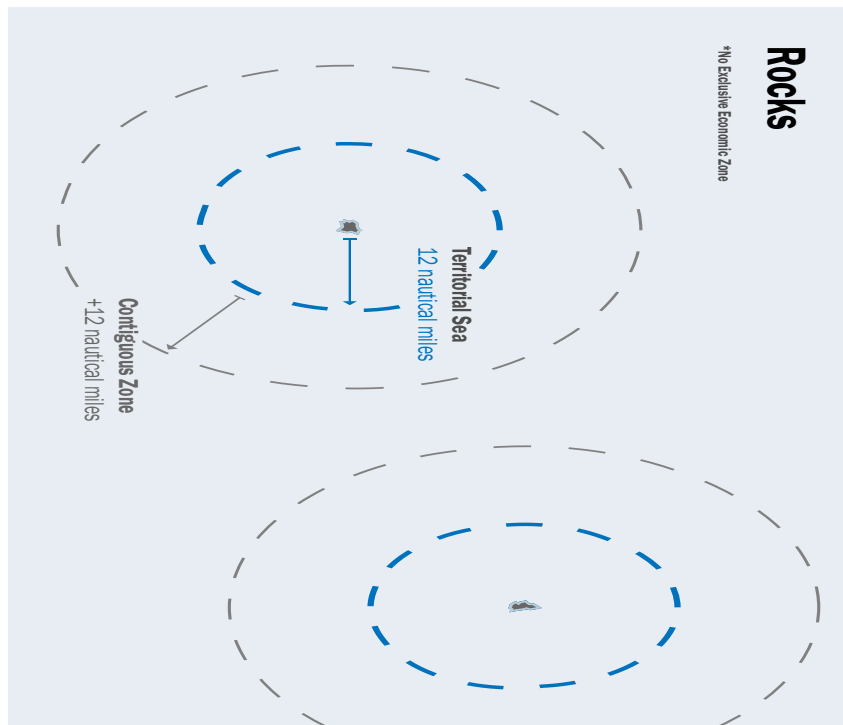 Rocks
*No Exclusive Economic Zone
Territorial Sea
12 nautical miles
Contiguous Zone
+12 nautical miles